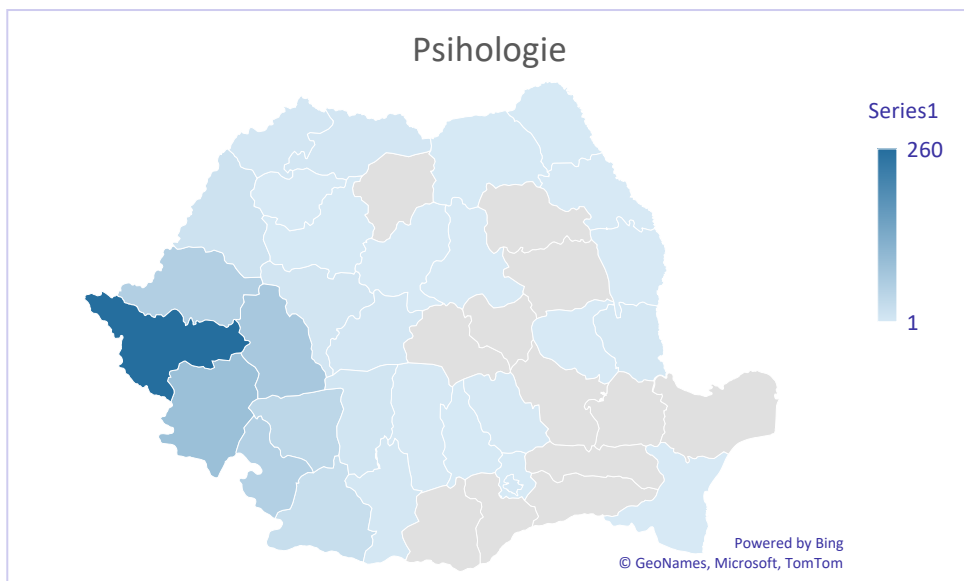 Psihologie
Series1
260
1
Powered by Bing
© GeoNames, Microsoft, TomTom